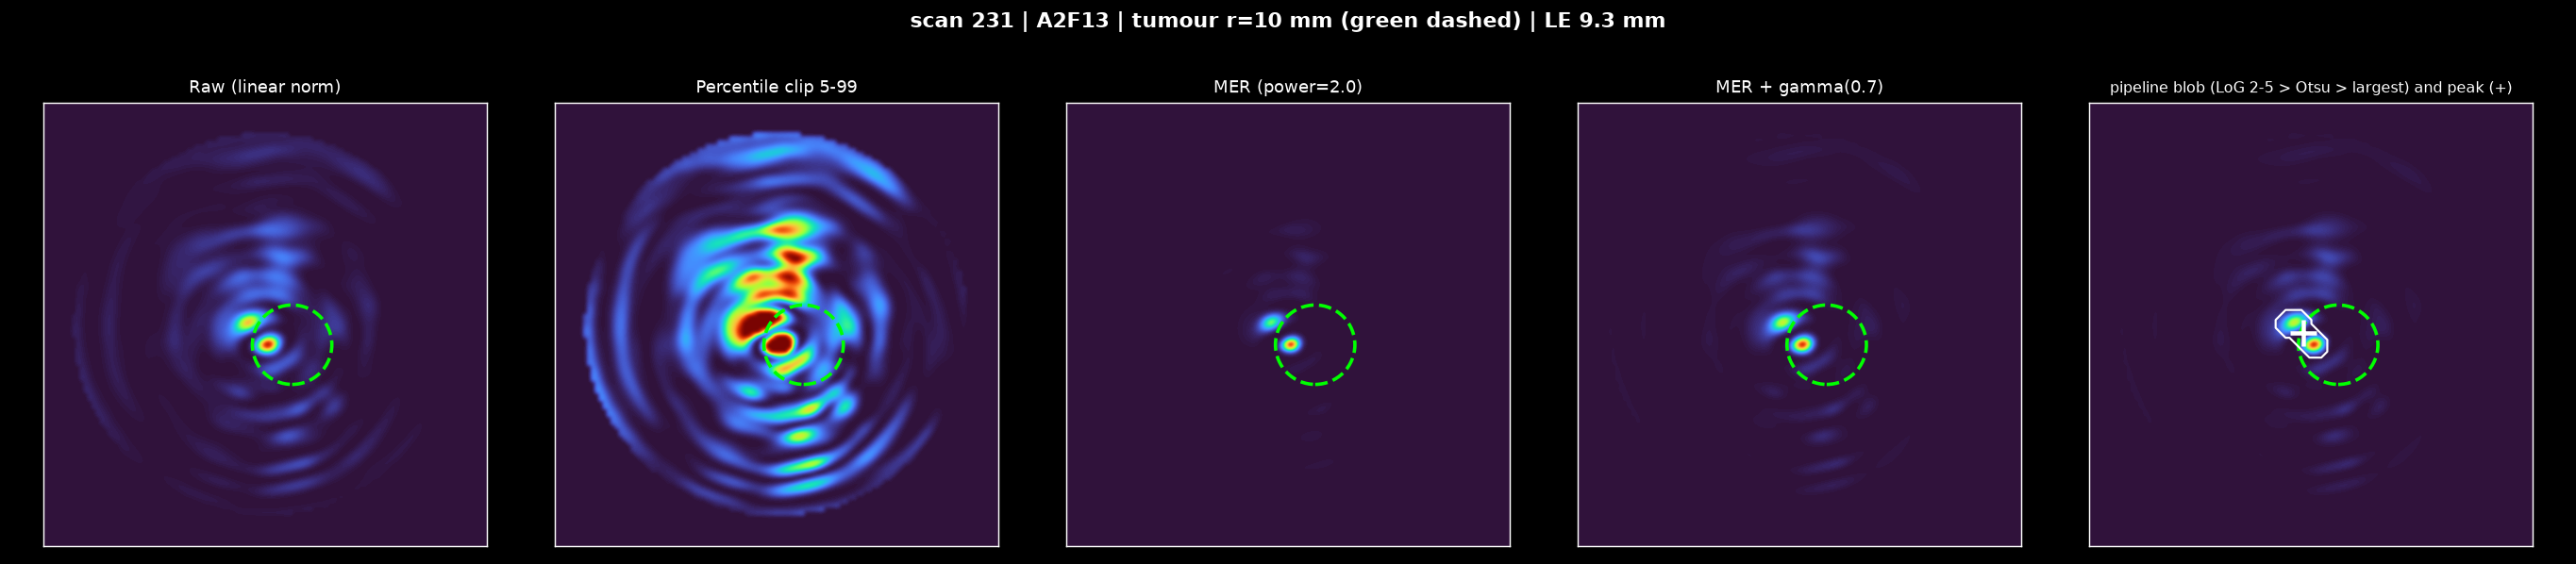 scan 231 | A2F13 | tumour r=10 mm (green dashed) | LE 9.3 mm
Raw (linear norm)
Percentile clip 5-99
MER (power=2.0)
MER + gamma(0.7)
pipeline blob (LoG 2-5 > Otsu > largest) and peak (+)